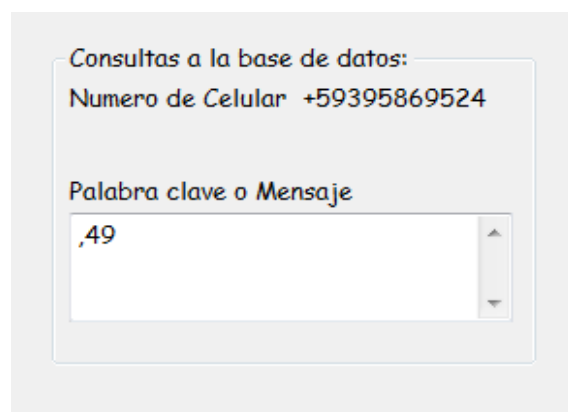 Consultas a la base de datos:
Numero de Celular +59395869524
Palabra clave o Mensaje
,49